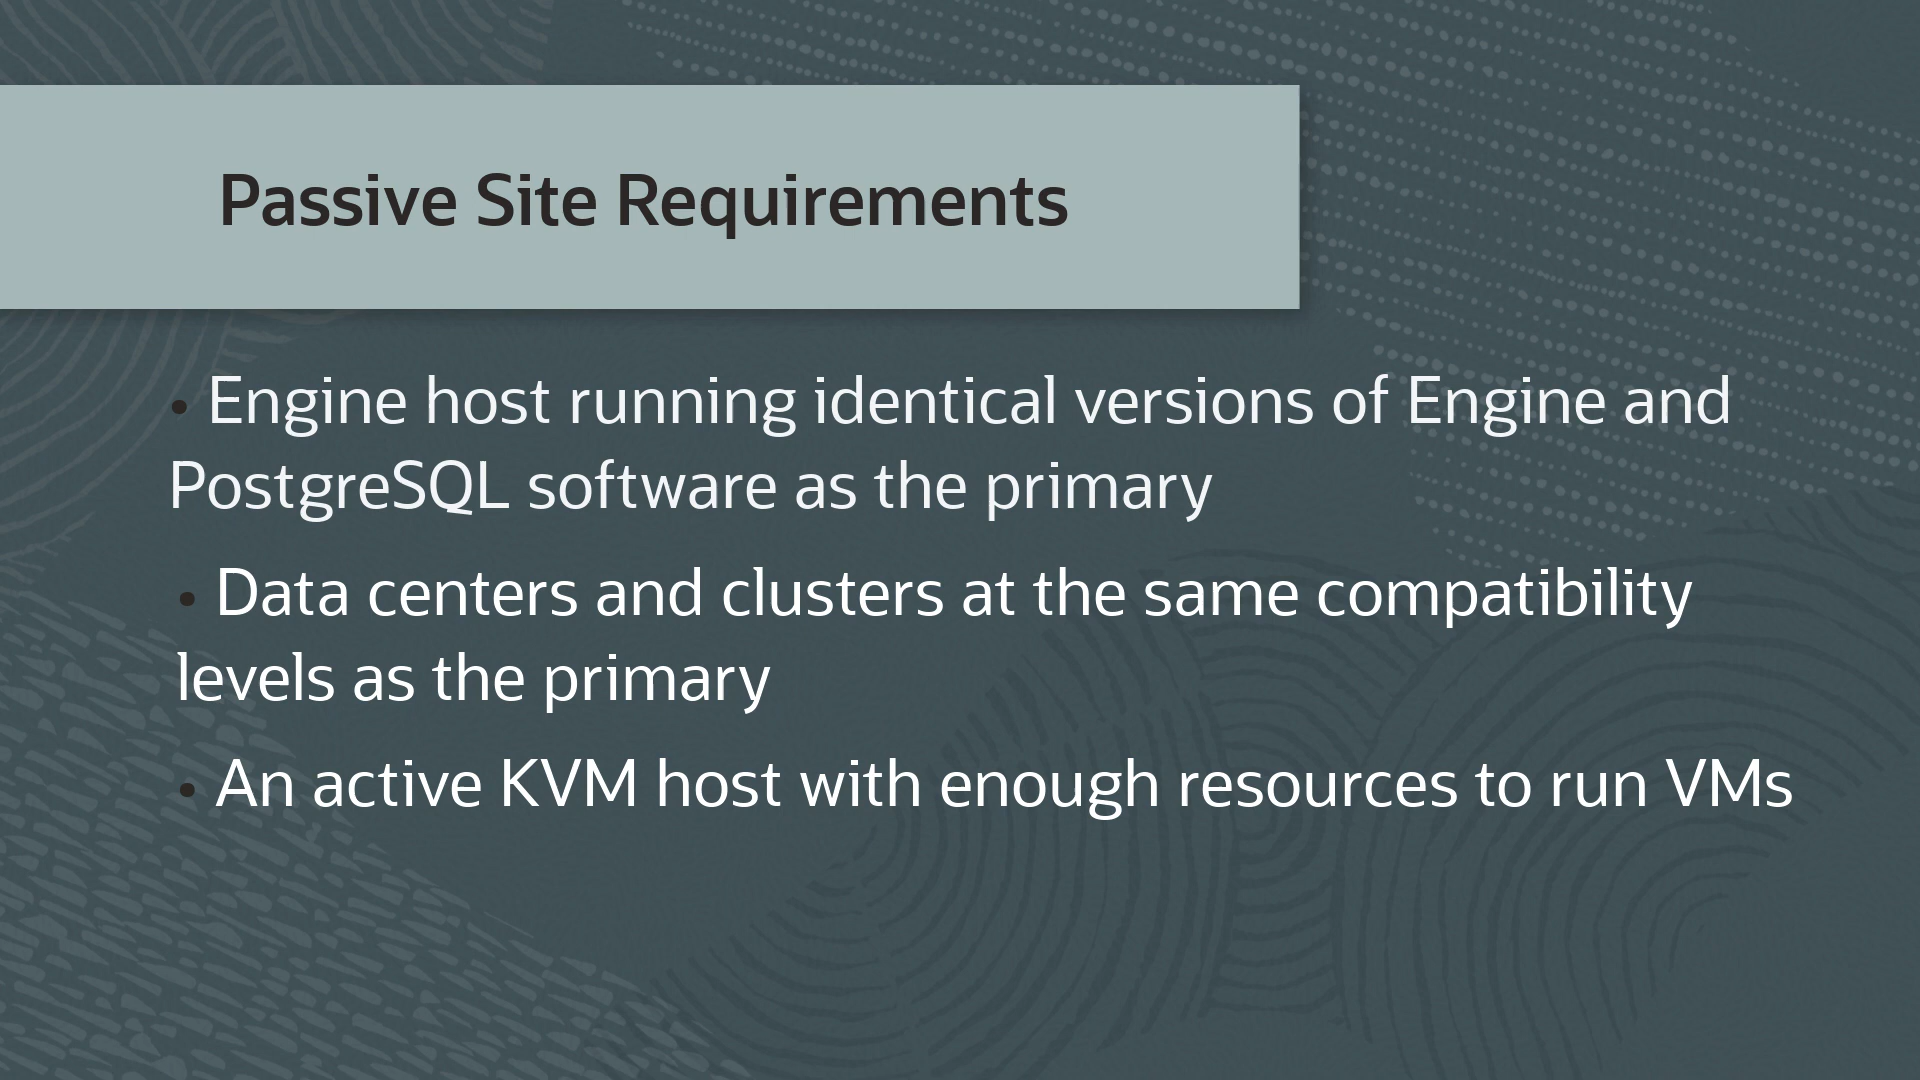 Passive Site Requirements
• Engine host running identical versions of Engine and
PostgreSQL software as the primary
• Data centers and clusters at the same compatibility
levels as the primary
• An active KVM host with enough resources to run VMs